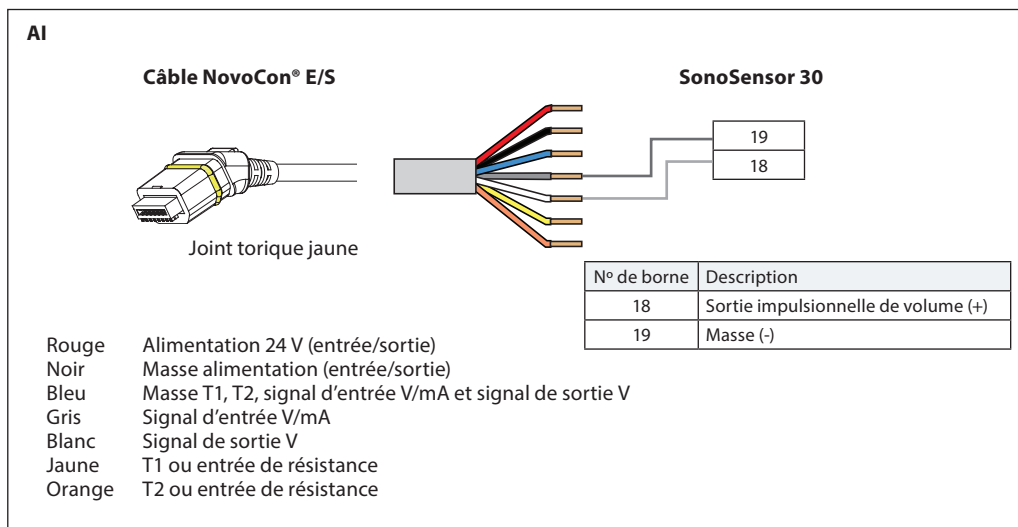 AI
Câble NovoCon® E/S
SonoSensor 30
19
18
Joint torique jaune
Nº de borne Description
18 Sortie impulsionnelle de volume (+)
19 Masse (-)
Rouge Alimentation 24 V (entrée/sortie)
Noir Masse alimentation (entrée/sortie)
Bleu Masse T1, T2, signal d’entrée V/mA et signal de sortie V
Gris Signal d’entrée V/mA
Blanc Signal de sortie V
Jaune T1 ou entrée de résistance
Orange T2 ou entrée de résistance